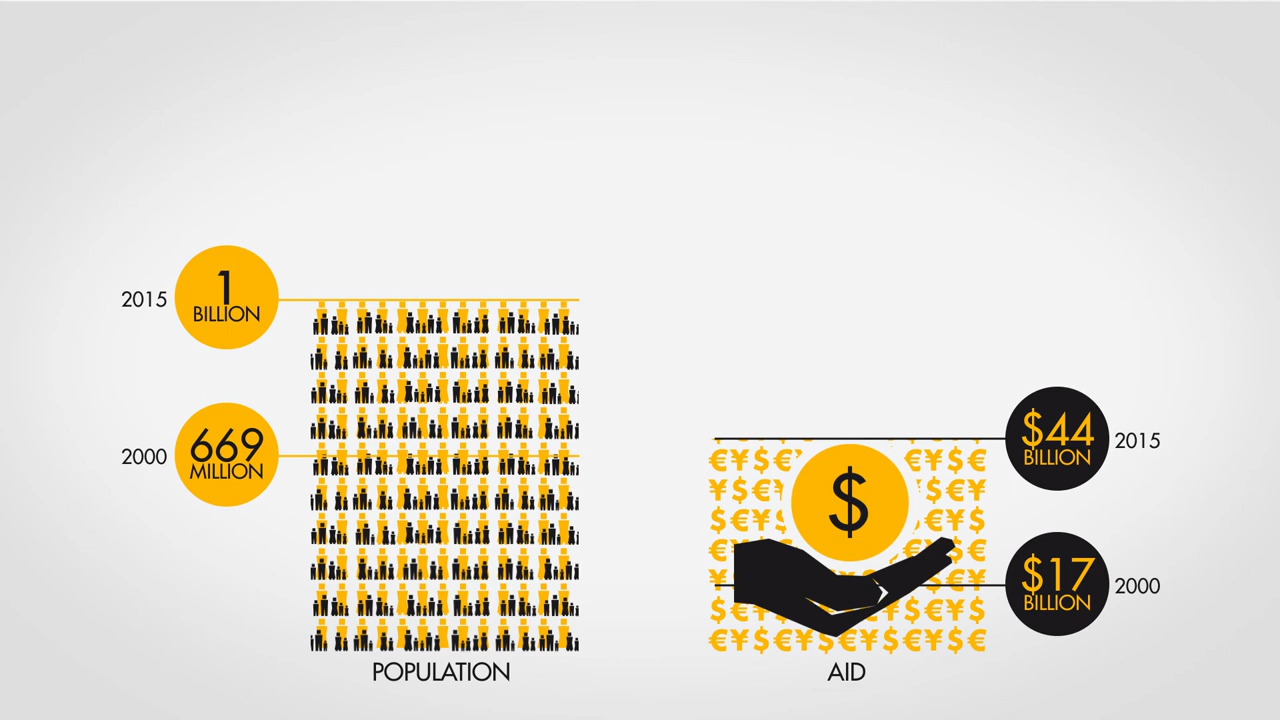 2015
1
BILLION
2000
669
MILLION
POPULATION
€¥$€ €¥$€
¥$€¥ $€¥$
$€¥$ €¥$
€¥ $€
¥ €¥
$€¥ $€¥$
€¥$€¥$€¥$€¥$€
$
AID
$44
BILLION
2015
$17
BILLION
2000